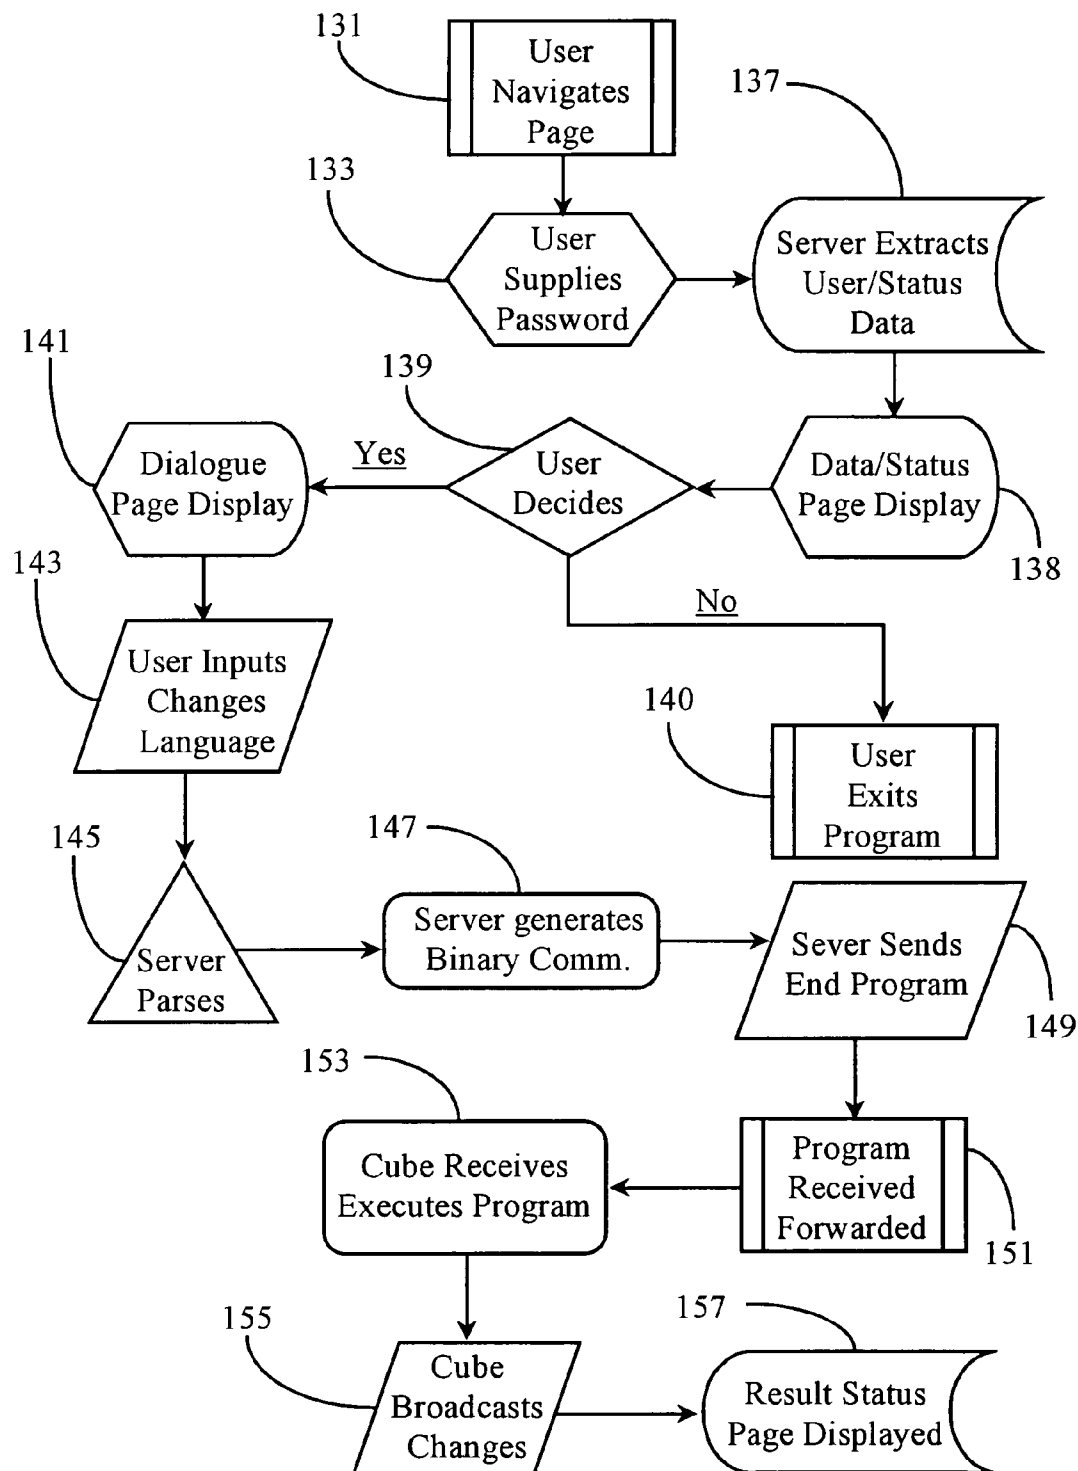 131
User
Navigates
Page
137
133
User
Supplies
Password
Server Extracts
User/Status
Data
141
139
Dialogue
Page Display
Yes
User
Decides
Data/Status
Page Display
138
143
No
User Inputs
Changes
Language
140
User
Exits
Program
145
147
Server
Parses
Server generates
Binary Comm.
Sever Sends
End Program
149
153
Cube Receives
Executes Program
Program
Received
Forwarded
151
155
157
Cube
Broadcasts
Changes
Result Status
Page Displayed